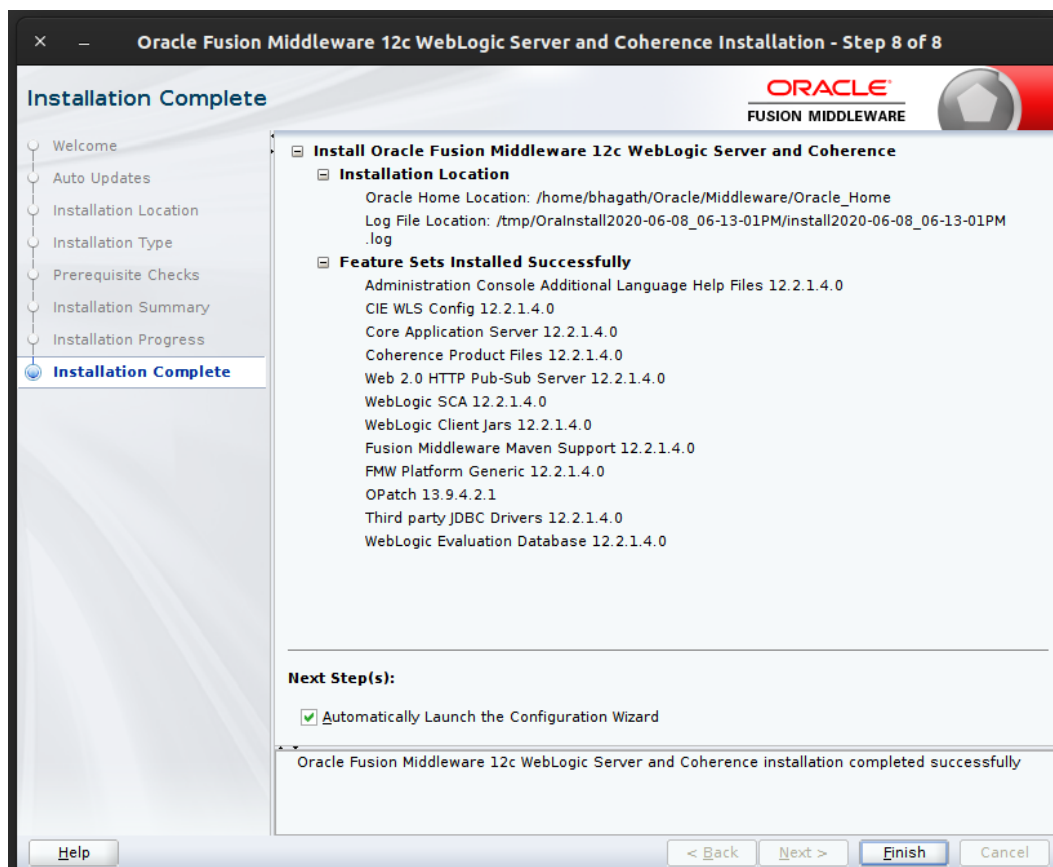 Oracle Fusion Middleware 12c WebLogic Server and Coherence Installation - Step 8 of 8
Installation Complete
ORACLE
FUSION MIDDLEWARE
Welcome
Auto Updates
Installation Location
Installation Type
Prerequisite Checks
Installation Summary
Installation Progress
Installation Complete
Install Oracle Fusion Middleware 12c WebLogic Server and Coherence
Installation Location
Oracle Home Location: /home/bhagath/Oracle/Middleware/Oracle_Home
Log File Location: /tmp/OraInstall2020-06-08_06-13-01PM/install2020-06-08_06-13-01PM
.log
Feature Sets Installed Successfully
Administration Console Additional Language Help Files 12.2.1.4.0
CIE WLS Config 12.2.1.4.0
Core Application Server 12.2.1.4.0
Coherence Product Files 12.2.1.4.0
Web 2.0 HTTP Pub-Sub Server 12.2.1.4.0
WebLogic SCA 12.2.1.4.0
WebLogic Client Jars 12.2.1.4.0
Fusion Middleware Maven Support 12.2.1.4.0
FMW Platform Generic 12.2.1.4.0
OPatch 13.9.4.2.1
Third party JDBC Drivers 12.2.1.4.0
WebLogic Evaluation Database 12.2.1.4.0
Next Step(s):
Automatically Launch the Configuration Wizard
Oracle Fusion Middleware 12c WebLogic Server and Coherence installation completed successfully
Help
< Back
Next >
Finish
Cancel